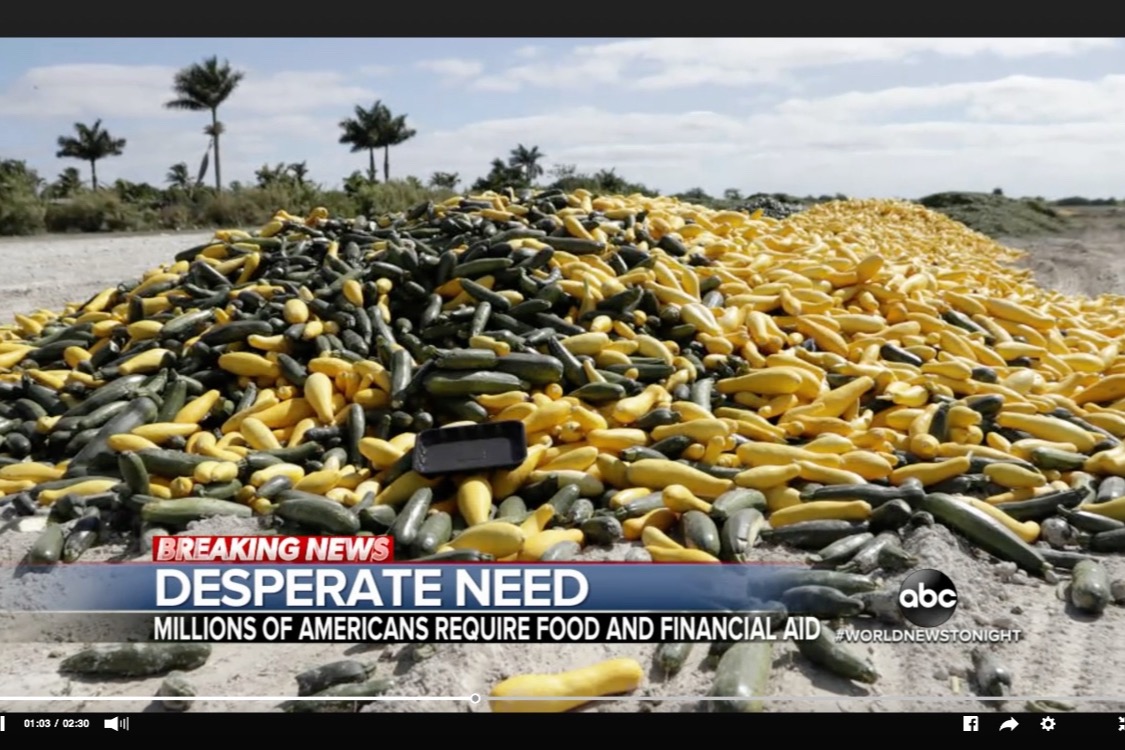 BREAKING NEWS
DESPERATE NEED
abc
MILLIONS OF AMERICANS REQUIRE FOOD AND FINANCIAL AID
#WORLDNEWSTONIGHT
01:03 / 02:30